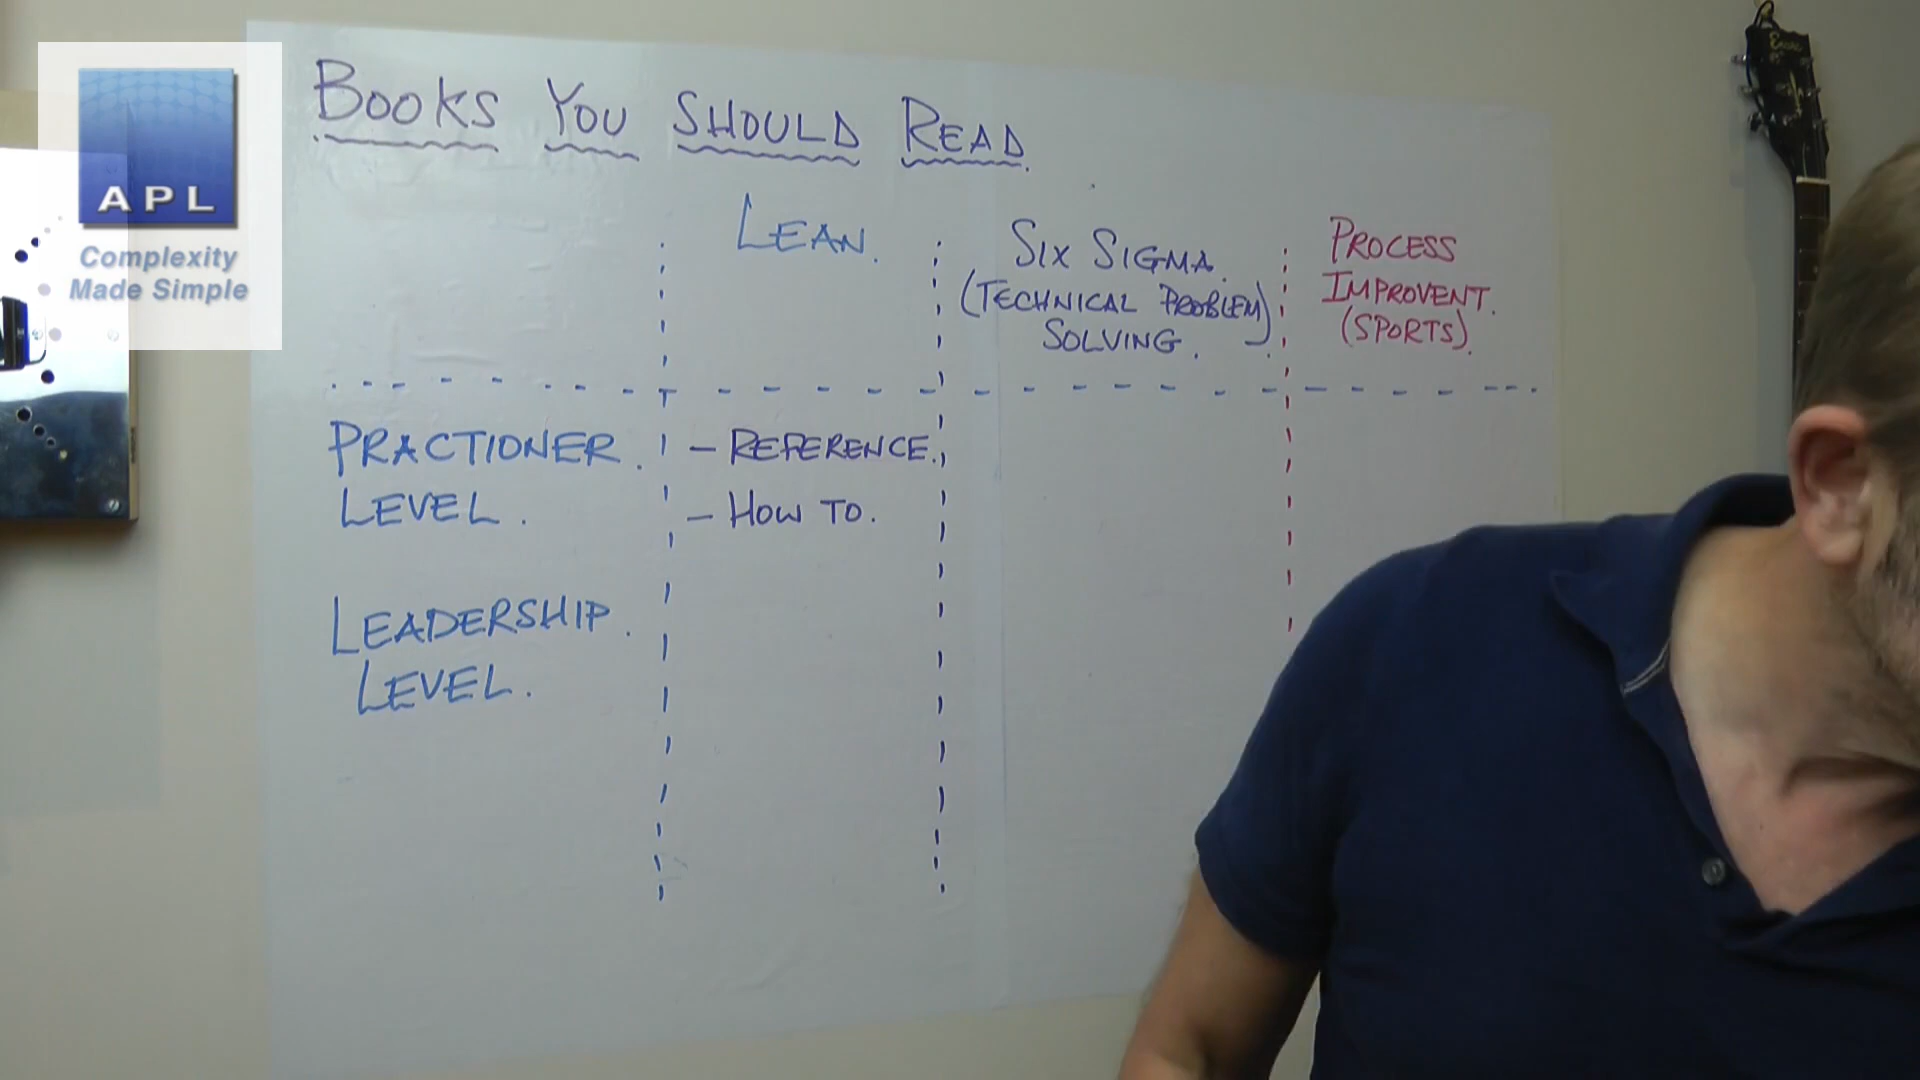 APL
Complexity
Made Simple
BOOKS YOU SHOULD READ.
LEAN.
SIX SIGMA.
(TECHNICAL PROBLEM)
SOLVING.
PROCESS
IMPROVENT.
(SPORTS).
PRACTIONER.
LEVEL.
- REFERENCE.
- HOW TO.
LEADERSHIP.
LEVEL.